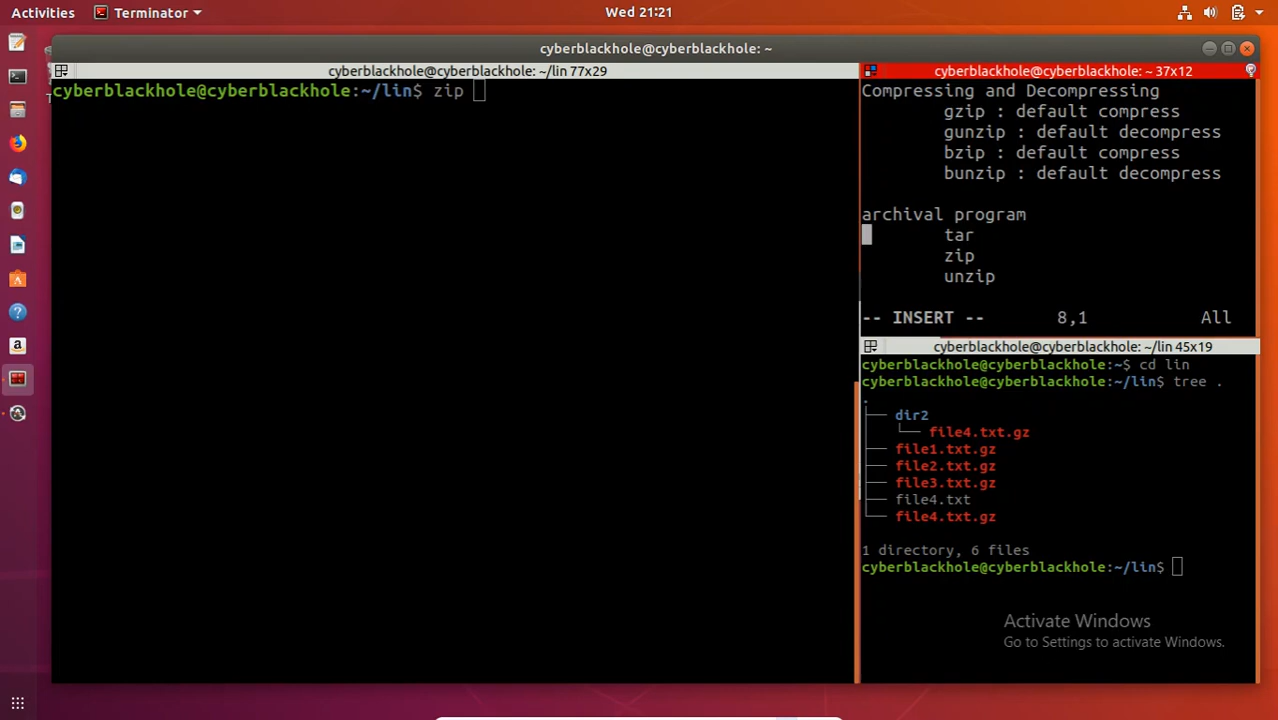 Activities Terminator Wed 21:21
cyberblackhole@cyberblackhole: ~
cyberblackhole@cyberblackhole: ~/lin 77x29
cyberblackhole@cyberblackhole:~/lin$ zip
cyberblackhole@cyberblackhole: ~ 37x12
Compressing and Decompressing
gzip : default compress
gunzip : default decompress
bzip : default compress
bunzip : default decompress
archival program
tar
zip
unzip
-- INSERT -- 8,1 All
cyberblackhole@cyberblackhole: ~/lin 45x19
cyberblackhole@cyberblackhole:~$ cd lin
cyberblackhole@cyberblackhole:~/lin$ tree .
.
├── dir2
│   └── file4.txt.gz
├── file1.txt.gz
├── file2.txt.gz
├── file3.txt.gz
├── file4.txt
└── file4.txt.gz
1 directory, 6 files
cyberblackhole@cyberblackhole:~/lin$
Activate Windows
Go to Settings to activate Windows.